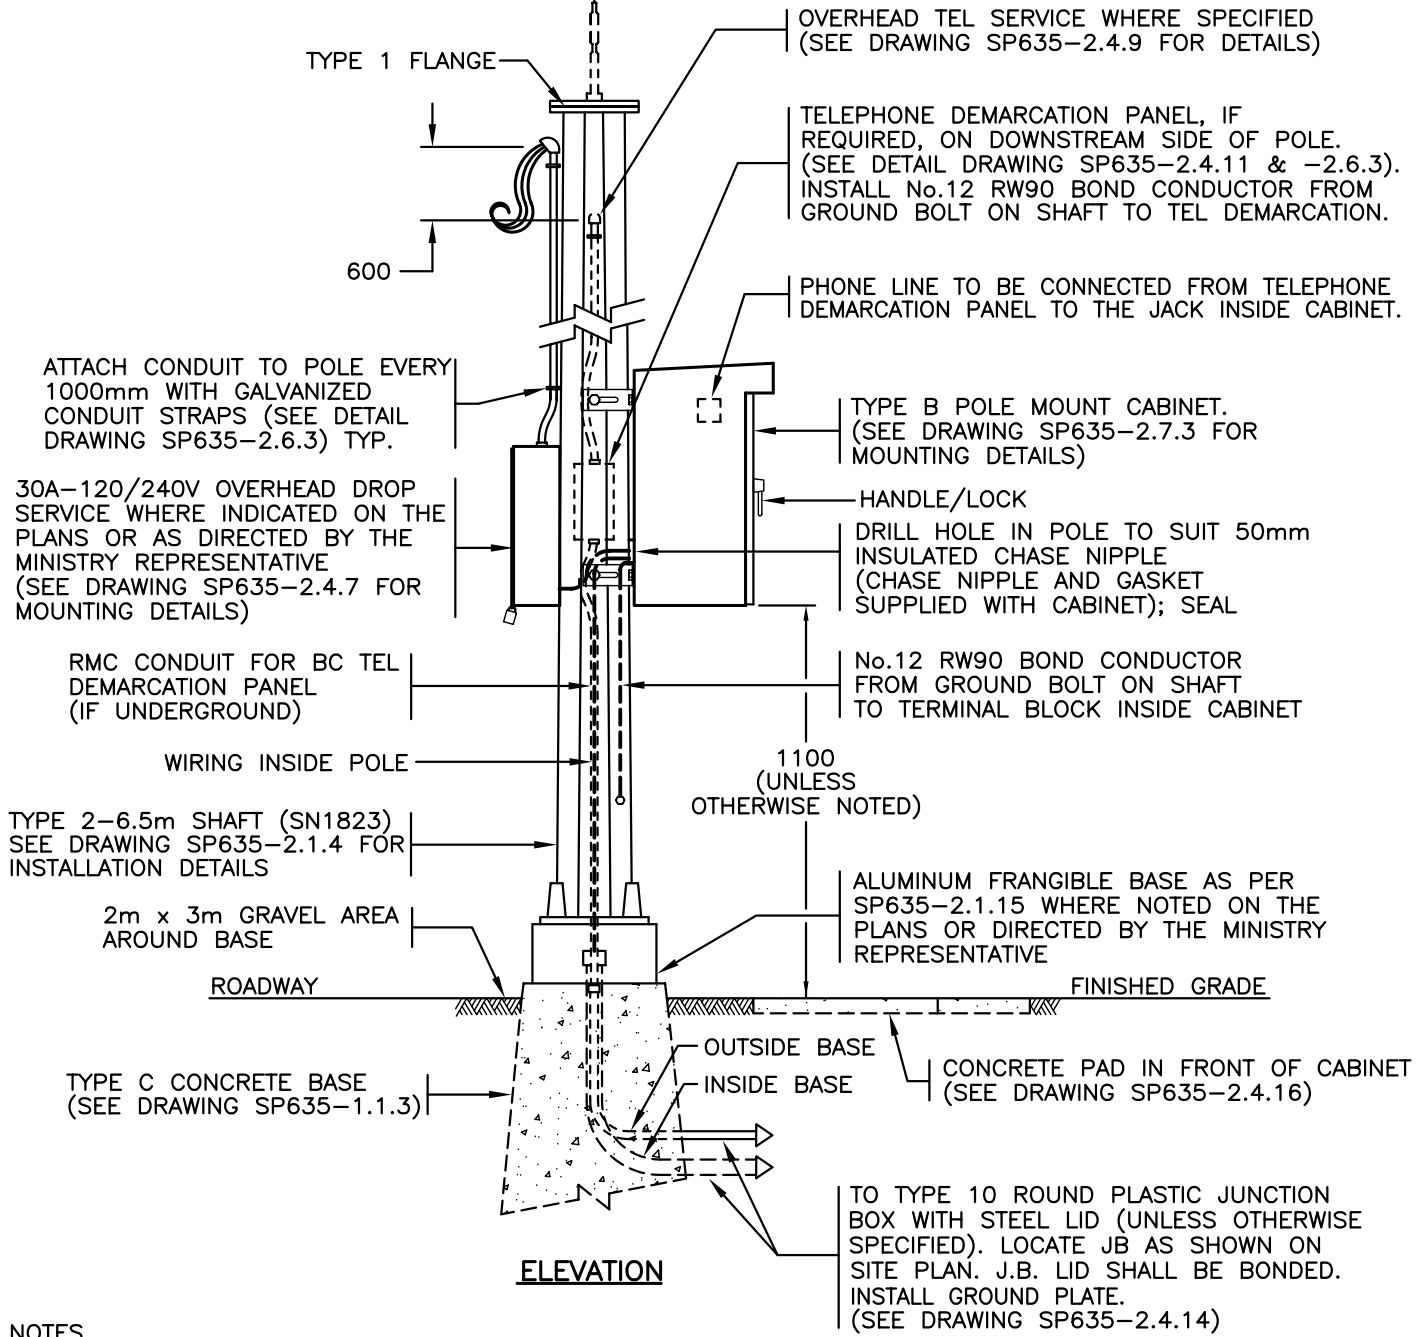 OVERHEAD TEL SERVICE WHERE SPECIFIED
(SEE DRAWING SP635-2.4.9 FOR DETAILS)
TYPE 1 FLANGE
TELEPHONE DEMARCATION PANEL, IF
REQUIRED, ON DOWNSTREAM SIDE OF POLE.
(SEE DETAIL DRAWING SP635-2.4.11 & -2.6.3).
INSTALL No.12 RW90 BOND CONDUCTOR FROM
GROUND BOLT ON SHAFT TO TEL DEMARCATION.
600
PHONE LINE TO BE CONNECTED FROM TELEPHONE
DEMARCATION PANEL TO THE JACK INSIDE CABINET.
ATTACH CONDUIT TO POLE EVERY
1000mm WITH GALVANIZED
CONDUIT STRAPS (SEE DETAIL
DRAWING SP635-2.6.3) TYP.
TYPE B POLE MOUNT CABINET.
(SEE DRAWING SP635-2.7.3 FOR
MOUNTING DETAILS)
30A-120/240V OVERHEAD DROP
SERVICE WHERE INDICATED ON THE
PLANS OR AS DIRECTED BY THE
MINISTRY REPRESENTATIVE
(SEE DRAWING SP635-2.4.7 FOR
MOUNTING DETAILS)
HANDLE/LOCK
DRILL HOLE IN POLE TO SUIT 50mm
INSULATED CHASE NIPPLE
(CHASE NIPPLE AND GASKET
SUPPLIED WITH CABINET); SEAL
RMC CONDUIT FOR BC TEL
DEMARCATION PANEL
(IF UNDERGROUND)
No.12 RW90 BOND CONDUCTOR
FROM GROUND BOLT ON SHAFT
TO TERMINAL BLOCK INSIDE CABINET
WIRING INSIDE POLE
1100
(UNLESS
OTHERWISE NOTED)
TYPE 2-6.5m SHAFT (SN1823)
SEE DRAWING SP635-2.1.4 FOR
INSTALLATION DETAILS
ALUMINUM FRANGIBLE BASE AS PER
SP635-2.1.15 WHERE NOTED ON THE
PLANS OR DIRECTED BY THE MINISTRY
REPRESENTATIVE
2m x 3m GRAVEL AREA
AROUND BASE
ROADWAY
FINISHED GRADE
OUTSIDE BASE
INSIDE BASE
CONCRETE PAD IN FRONT OF CABINET
(SEE DRAWING SP635-2.4.16)
TYPE C CONCRETE BASE
(SEE DRAWING SP635-1.1.3)
TO TYPE 10 ROUND PLASTIC JUNCTION
BOX WITH STEEL LID (UNLESS OTHERWISE
SPECIFIED). LOCATE JB AS SHOWN ON
SITE PLAN. J.B. LID SHALL BE BONDED.
INSTALL GROUND PLATE.
(SEE DRAWING SP635-2.4.14)
ELEVATION
NOTES